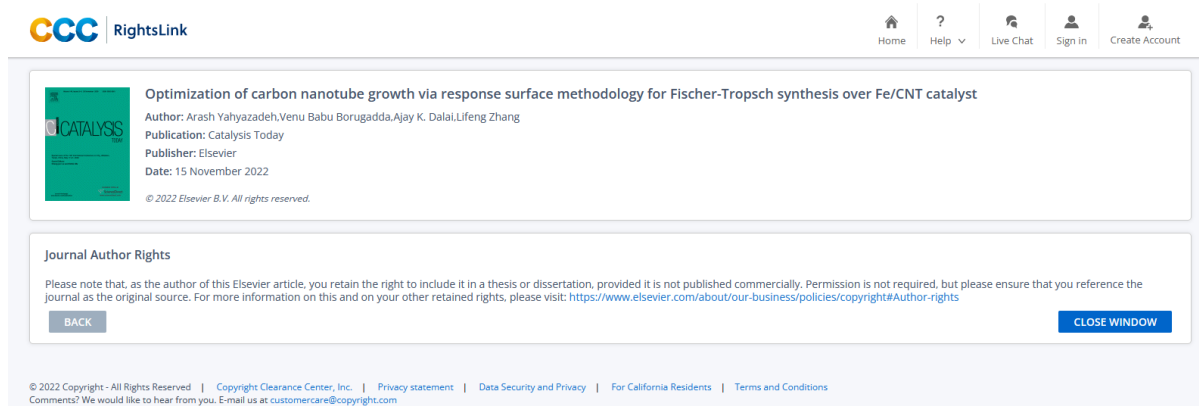 CCC RightsLink
Home Help Live Chat Sign in Create Account
CATALYSIS
TODAY
Optimization of carbon nanotube growth via response surface methodology for Fischer-Tropsch synthesis over Fe/CNT catalyst
Author: Arash Yahyazadeh,Venu Babu Borugadda,Ajay K. Dalai,Lifeng Zhang
Publication: Catalysis Today
Publisher: Elsevier
Date: 15 November 2022
© 2022 Elsevier B.V. All rights reserved.
Journal Author Rights
Please note that, as the author of this Elsevier article, you retain the right to include it in a thesis or dissertation, provided it is not published commercially. Permission is not required, but please ensure that you reference the
journal as the original source. For more information on this and on your other retained rights, please visit: https://www.elsevier.com/about/our-business/policies/copyright#Author-rights
BACK CLOSE WINDOW
© 2022 Copyright - All Rights Reserved | Copyright Clearance Center, Inc. | Privacy statement | Data Security and Privacy | For California Residents | Terms and Conditions
Comments? We would like to hear from you. E-mail us at customercare@copyright.com